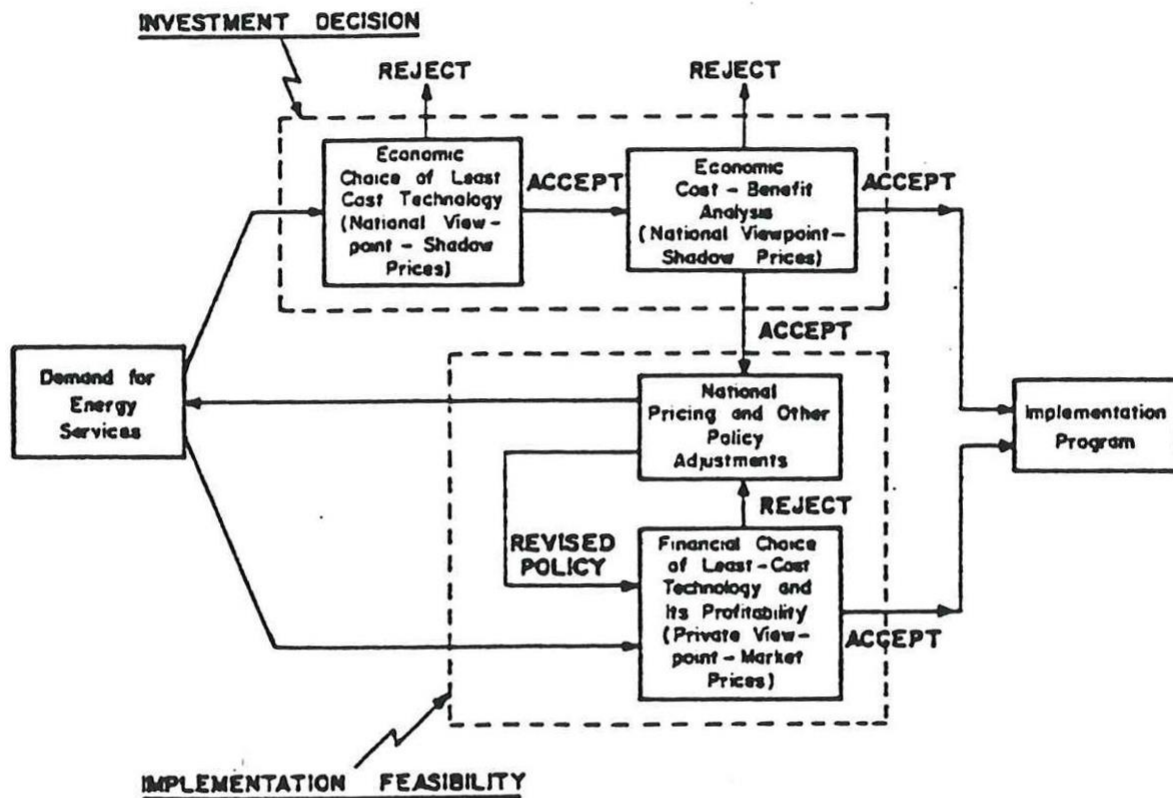 INVESTMENT DECISION
REJECT
REJECT
Economic
Choice of Least
Cost Technology
(National View-
point - Shadow
Prices)
ACCEPT
Economic
Cost - Benefit
Analysis
(National Viewpoint-
Shadow Prices)
ACCEPT
ACCEPT
Demand for
Energy
Services
National
Pricing and Other
Policy
Adjustments
Implementation
Program
REJECT
REVISED
POLICY
Financial Choice
of Least-Cost
Technology and
Its Profitability
(Private View-
point - Market
Prices)
ACCEPT
IMPLEMENTATION FEASIBILITY